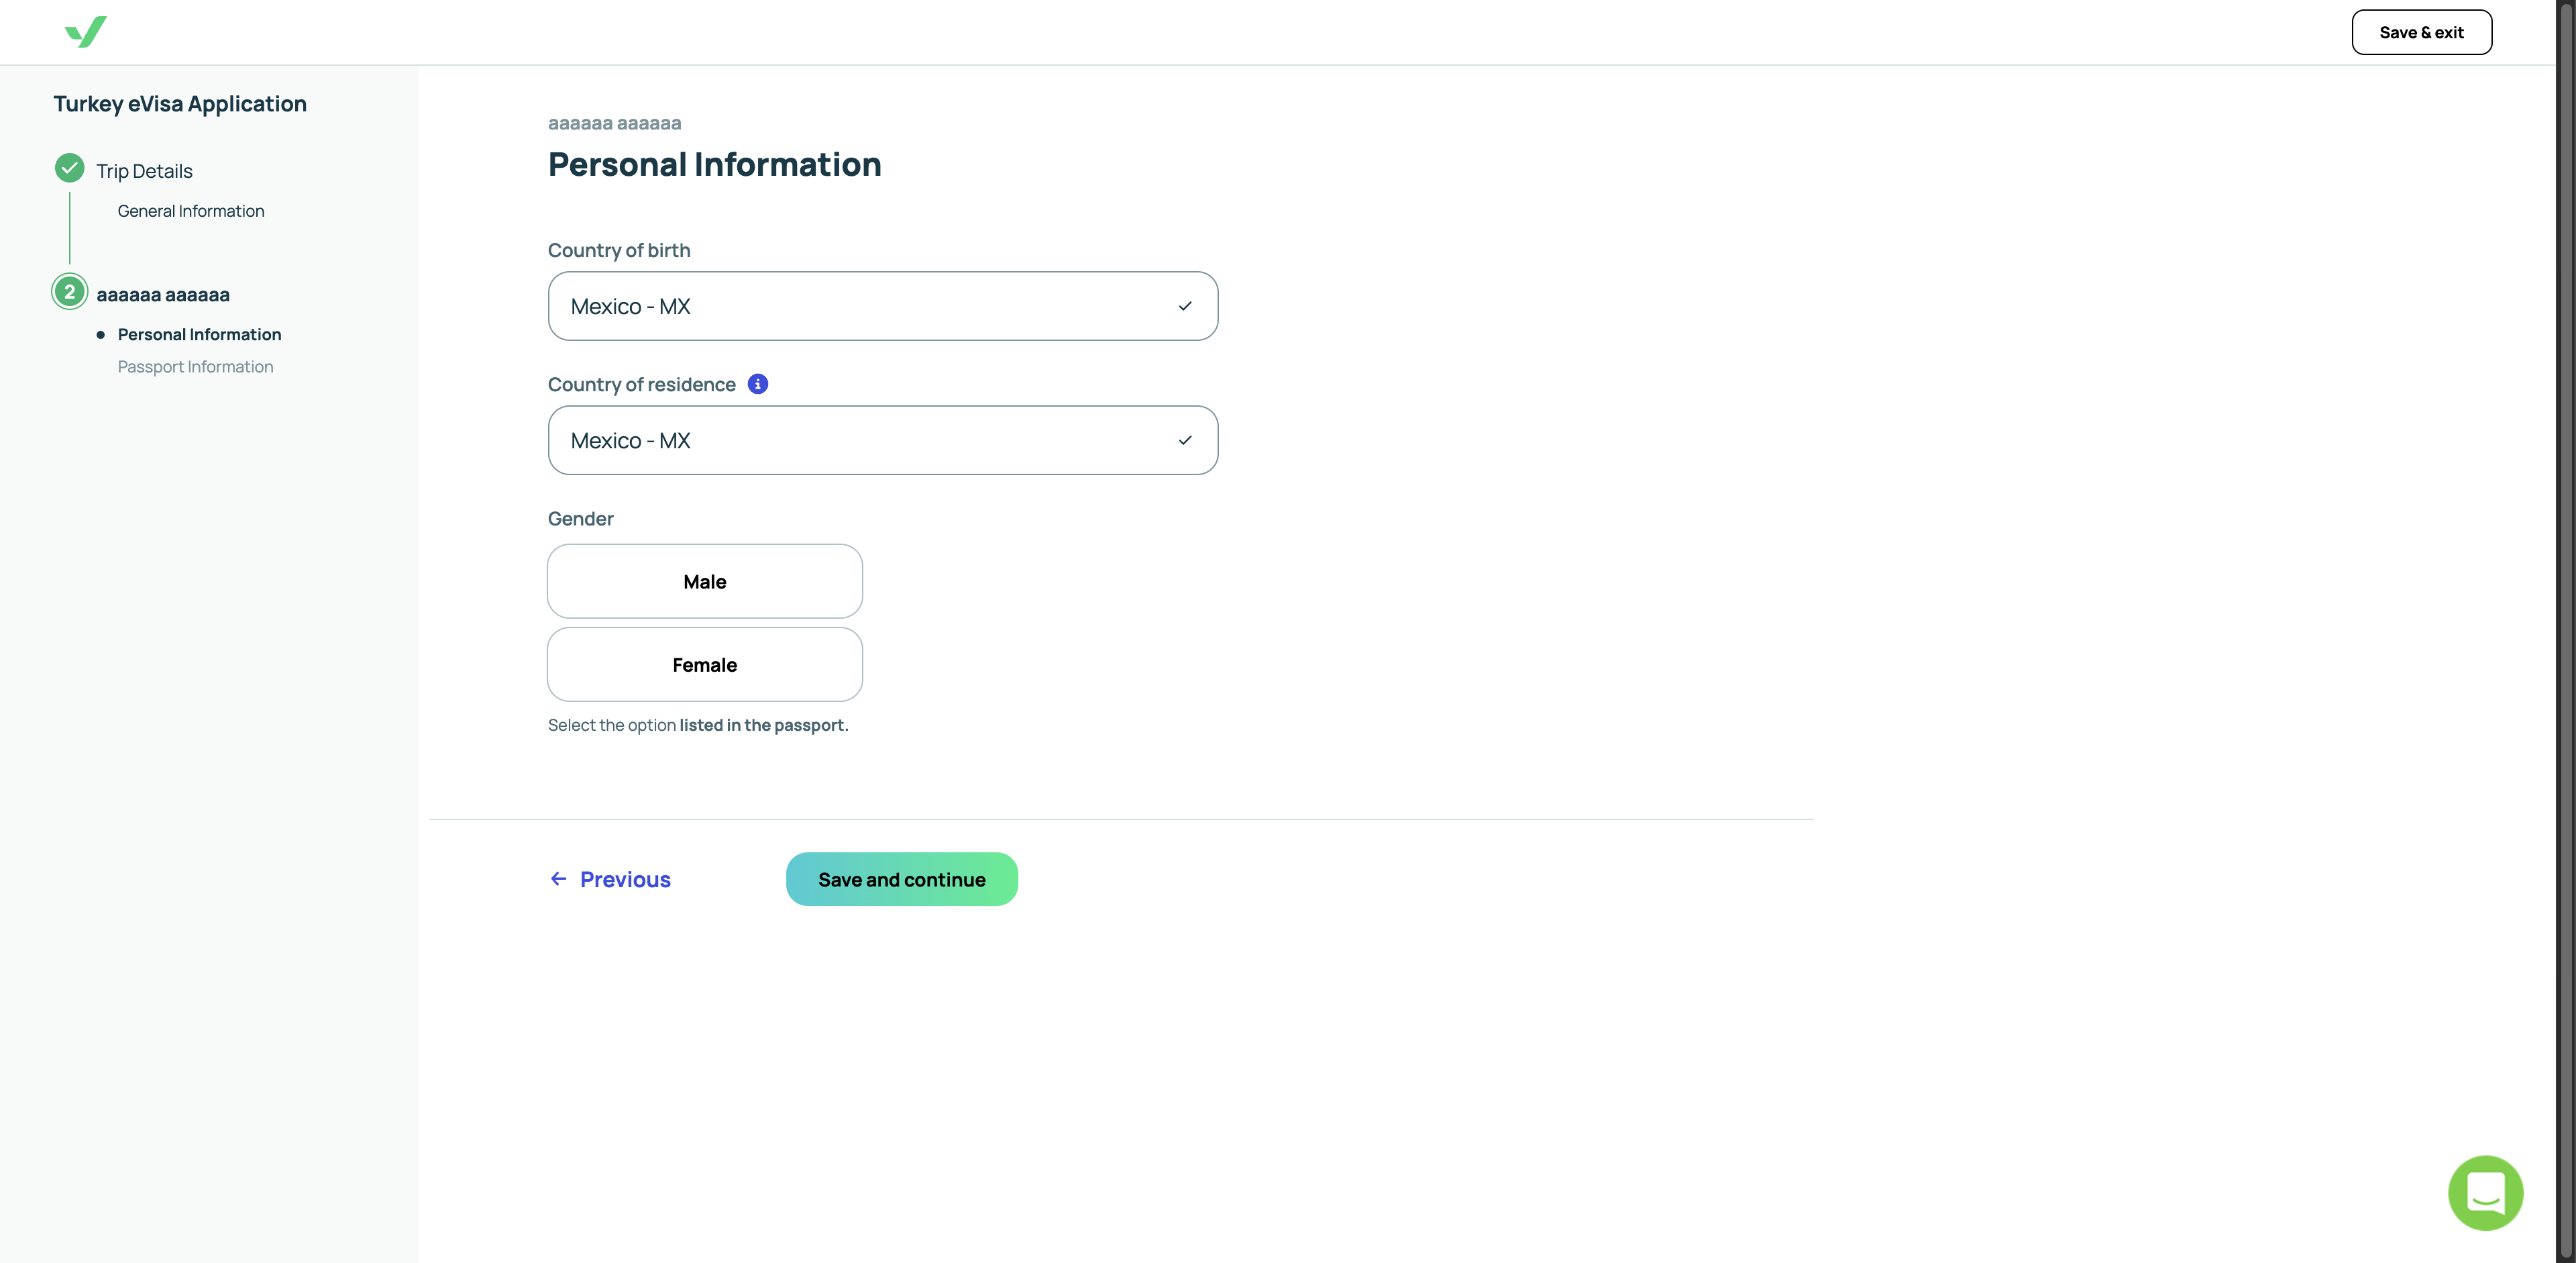 Save & exit
Turkey eVisa Application
Trip Details
General Information
2
aaaaaa aaaaaa
Personal Information
Passport Information
aaaaaa aaaaaa
Personal Information
Country of birth
Mexico - MX
Country of residence
Mexico - MX
Gender
Male
Female
Select the option listed in the passport.
Previous
Save and continue